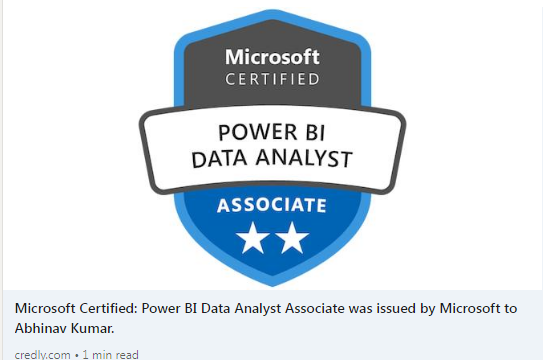 Microsoft
CERTIFIED
POWER BI
DATA ANALYST
ASSOCIATE
Microsoft Certified: Power BI Data Analyst Associate was issued by Microsoft to
Abhinav Kumar.
credly.com • 1 min read